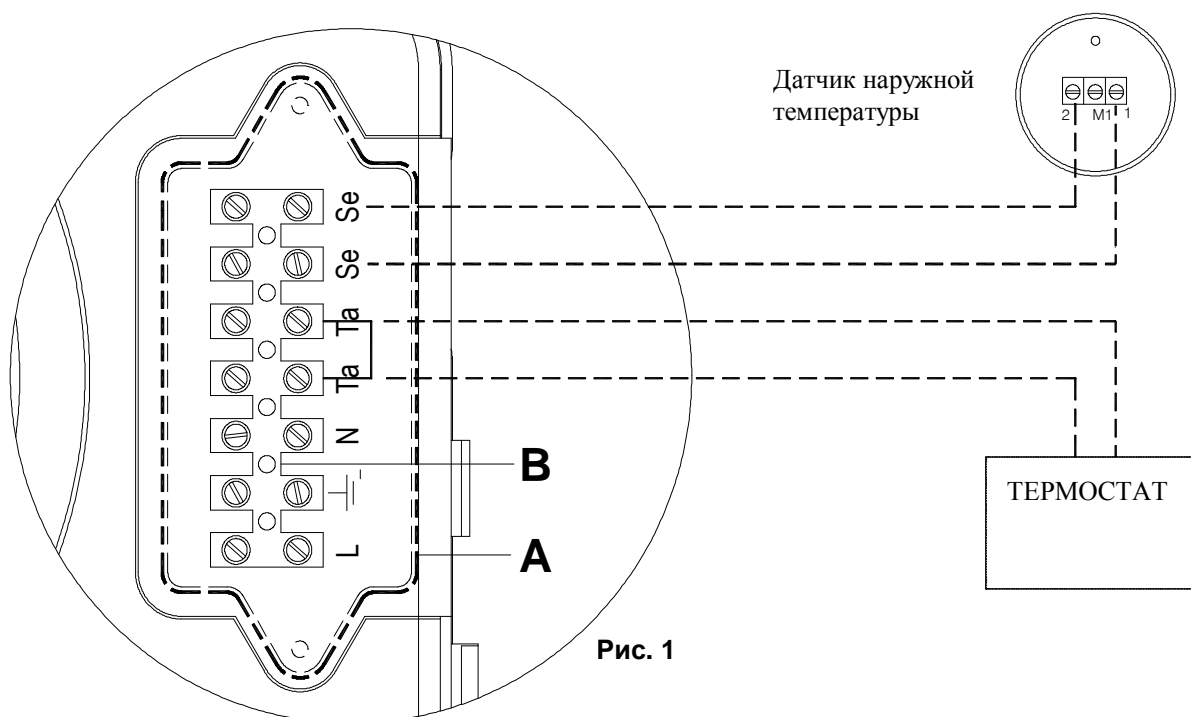 Датчик наружной
температуры
2 M1 1
Se
Se
Ta
Ta
N
L
B
A
ТЕРМОСТАТ
Рис. 1